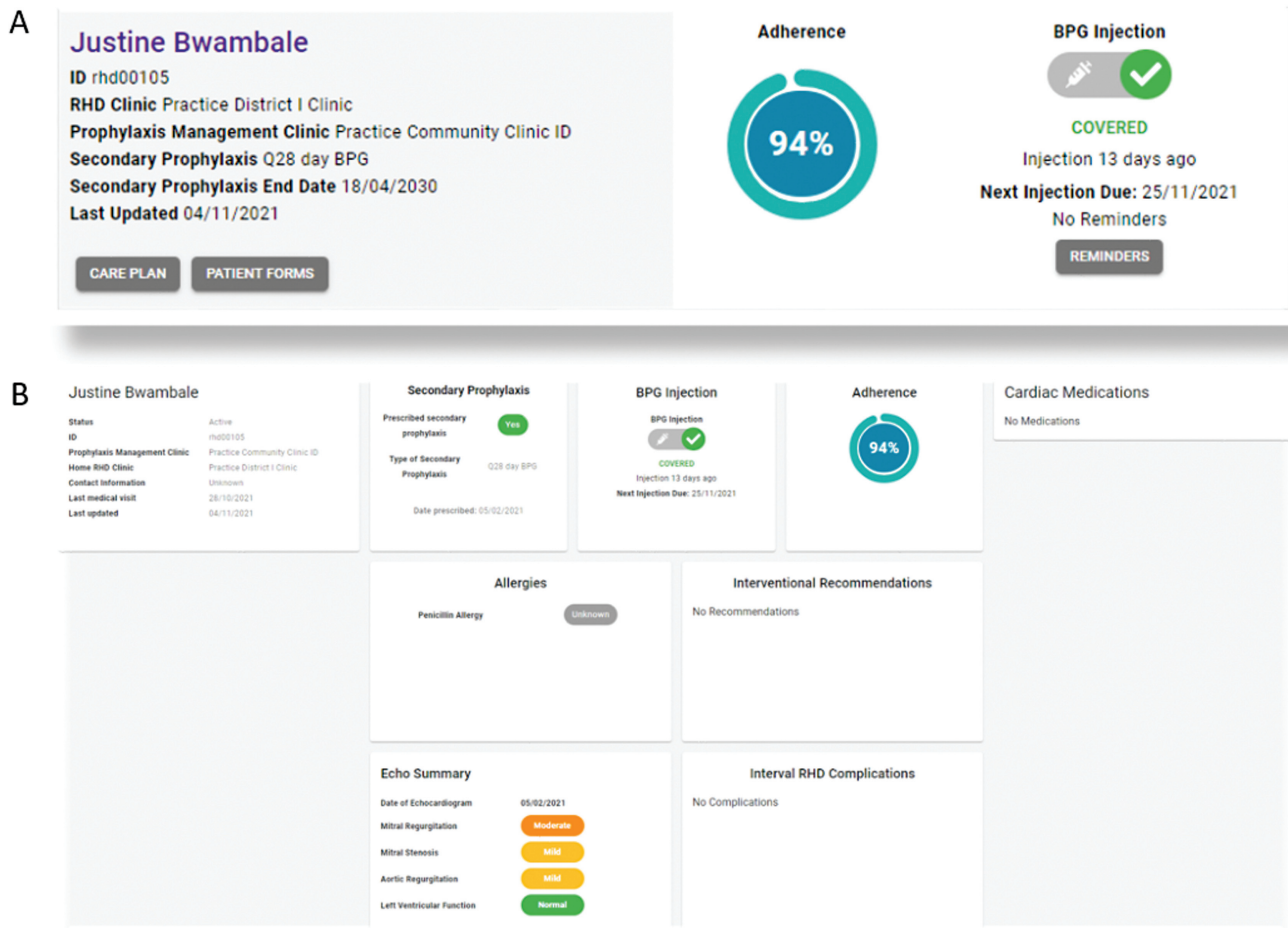 A
Justine Bwambale
ID rhd00105
RHD Clinic Practice District I Clinic
Prophylaxis Management Clinic Practice Community Clinic ID
Secondary Prophylaxis Q28 day BPG
Secondary Prophylaxis End Date 18/04/2030
Last Updated 04/11/2021
CARE PLAN PATIENT FORMS
Adherence
94%
BPG Injection
COVERED
Injection 13 days ago
Next Injection Due: 25/11/2021
No Reminders
REMINDERS
B
Justine Bwambale
Status Active
ID rhd00105
Prophylaxis Management Clinic Practice Community Clinic ID
Home RHD Clinic Practice District I Clinic
Contact Information Unknown
Last medical visit 28/10/2021
Last updated 04/11/2021
Secondary Prophylaxis
Prescribed secondary
prophylaxis
Yes
Type of Secondary
Prophylaxis
Q28 day BPG
Date prescribed: 05/02/2021
BPG Injection
BPG Injection
COVERED
Injection 13 days ago
Next Injection Due: 25/11/2021
Adherence
94%
Cardiac Medications
No Medications
Allergies
Penicillin Allergy Unknown
Interventional Recommendations
No Recommendations
Echo Summary
Date of Echocardiogram 05/02/2021
Mitral Regurgitation Moderate
Mitral Stenosis Mild
Aortic Regurgitation Mild
Left Ventricular Function Normal
Interval RHD Complications
No Complications